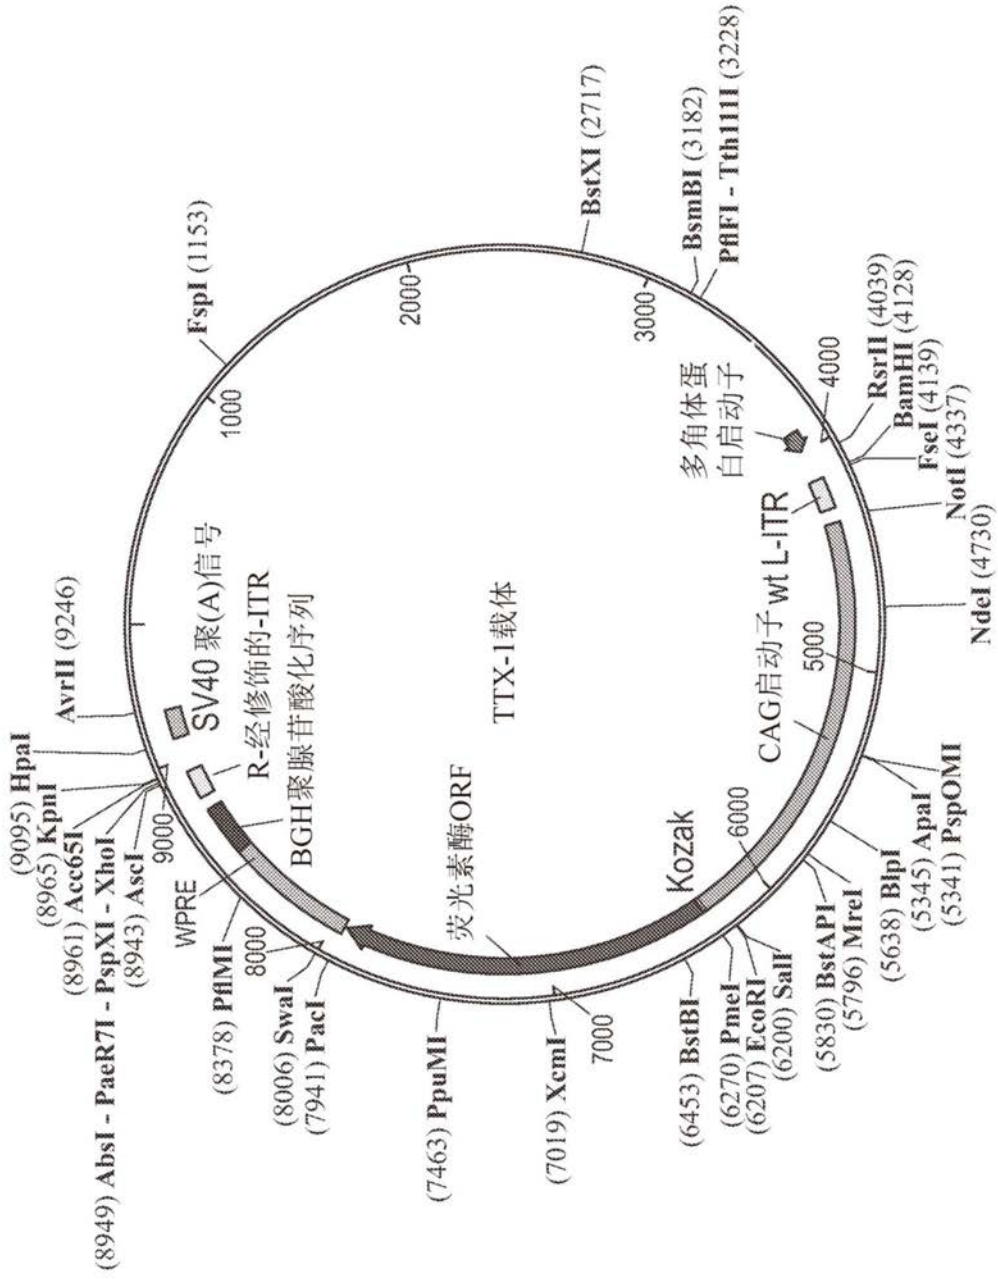 AvrII (9246)
(9095) HpaI
(8965) KpnI
(8961) Acc65I
(8949) AbsI - PaeR7I - PspXI - XhoI
(8943) AscI
9000
WPRE
(8378) PflMI
8000
(8006) SwaI
(7941) PacI
(7463) PpuMI
(7019) XcmI
7000
(6453) BstBI
(6270) PmeI
(6207) EcoRI
(6200) SalI
(5830) BstAPI
(5796) MreI
(5638) BlpI
(5345) ApaI
(5341) PspOMI
NdeI (4730)
NotI (4337)
FseI (4139)
BamHI (4128)
RsrII (4039)
PflFI - Tth111I (3228)
BsmBI (3182)
BstXI (2717)
FspI (1153)
1000
2000
3000
4000
5000
6000
SV40 聚(A)信号
R-经修饰的-ITR
BGH聚腺苷酸化序列
TTX-1载体
荧光素酶ORF
Kozak
CAG启动子
wt L-ITR
多角体蛋
白启动子